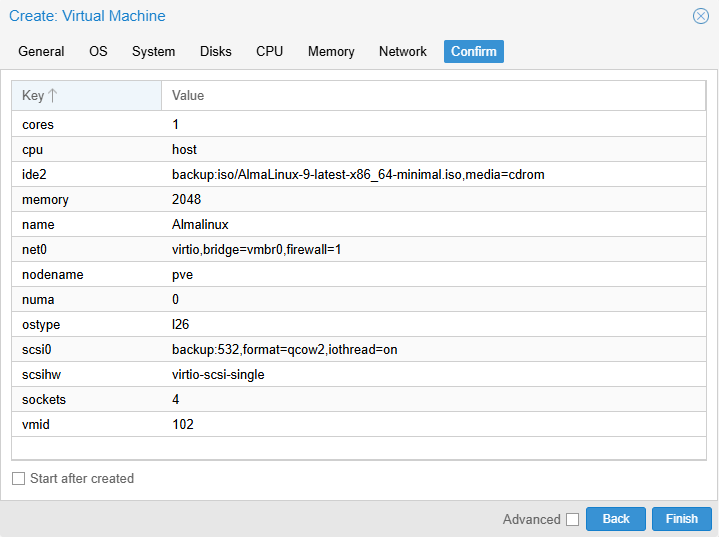 Create: Virtual Machine
General OS System Disks CPU Memory Network Confirm
Key Value
cores 1
cpu host
ide2 backup:iso/AlmaLinux-9-latest-x86_64-minimal.iso,media=cdrom
memory 2048
name Almalinux
net0 virtio,bridge=vmbr0,firewall=1
nodename pve
numa 0
ostype l26
scsi0 backup:532,format=qcow2,iothread=on
scsihw virtio-scsi-single
sockets 4
vmid 102
Start after created
Advanced Back Finish